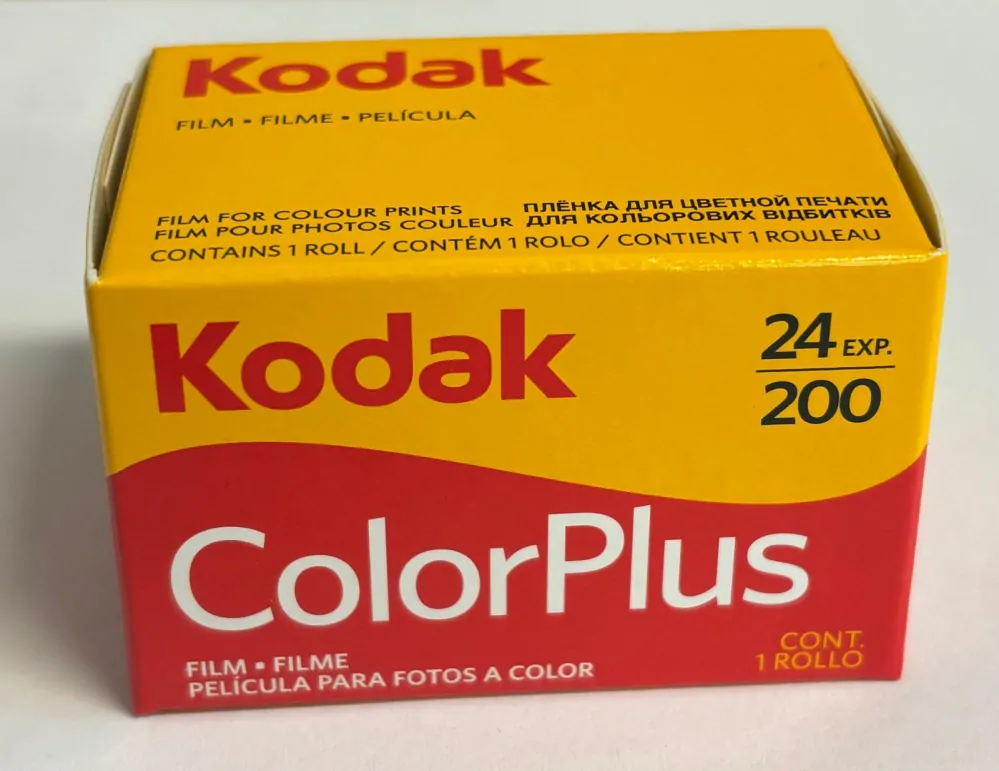 Kodak
FILM • FILME • PELÍCULA
FILM FOR COLOUR PRINTS
FILM POUR PHOTOS COULEUR
ПЛЁНКА ДЛЯ ЦВЕТНОЙ ПЕЧАТИ
ДЛЯ КОЛЬОРОВИХ ВІДБИТКІВ
CONTAINS 1 ROLL / CONTÉM 1 ROLO / CONTIENT 1 ROULEAU
Kodak
24 EXP.
200
ColorPlus
FILM • FILME
PELÍCULA PARA FOTOS A COLOR
CONT.
1 ROLLO